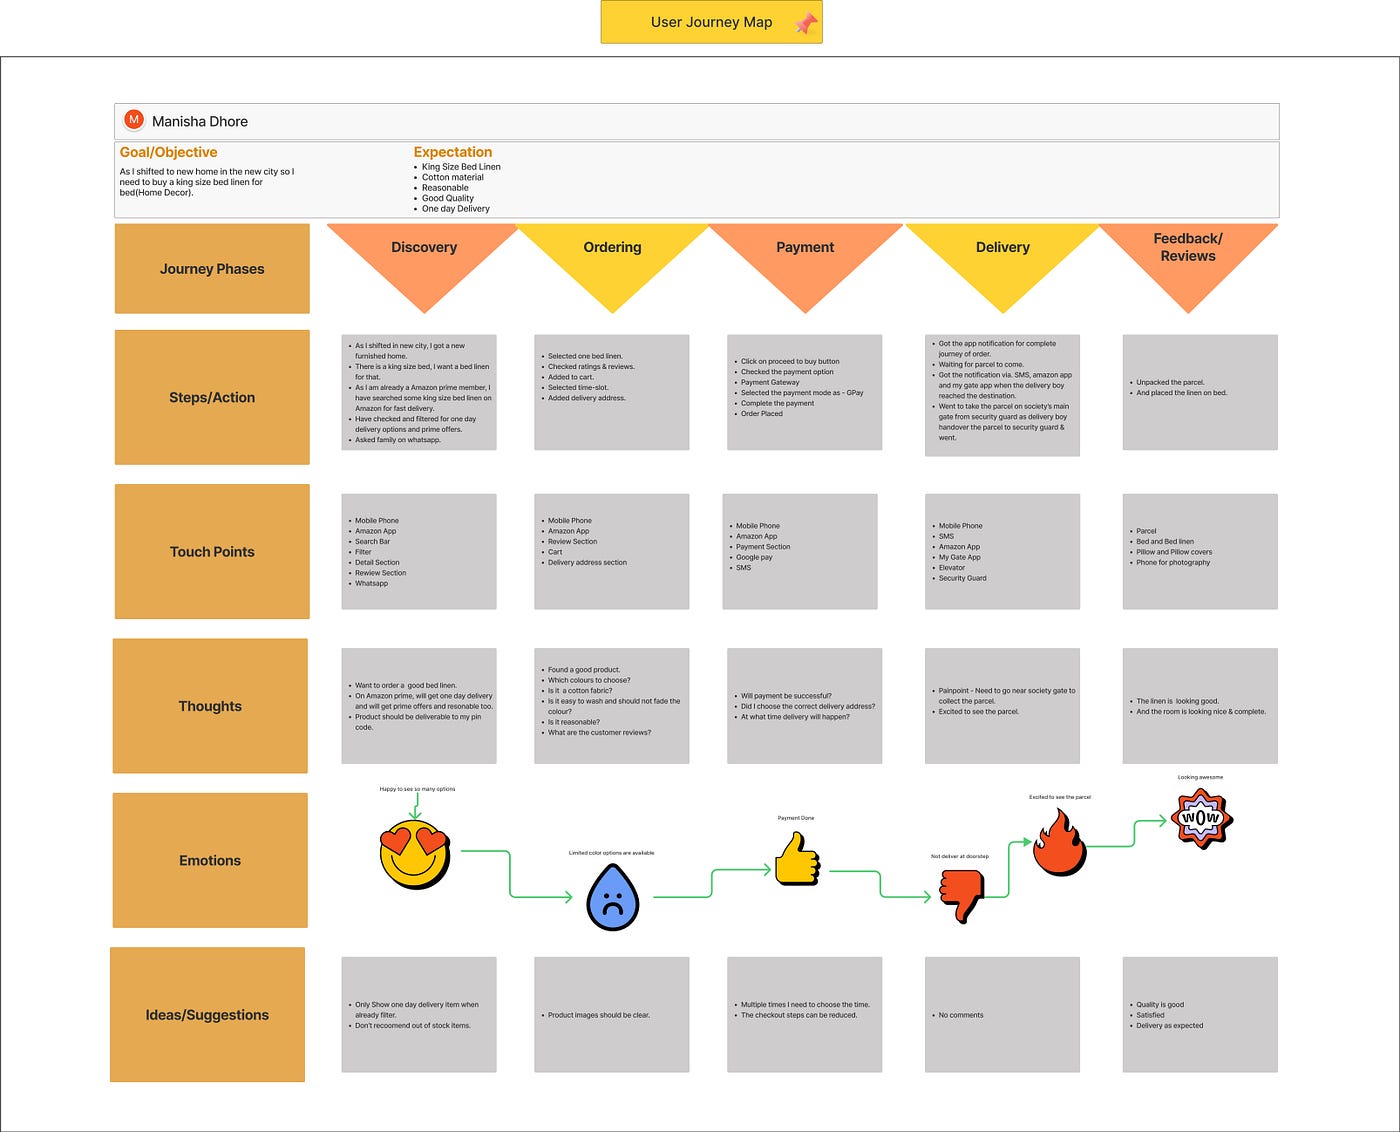 User Journey Map
M
Manisha Dhore
Goal/Objective
As I shifted to new home in the new city so I
need to buy a king size bed linen for
bed(Home Decor).
Expectation
• King Size Bed Linen
• Cotton material
• Reasonable
• Good Quality
• One day Delivery
Journey Phases
Discovery
Ordering
Payment
Delivery
Feedback/
Reviews
Steps/Action
• As I shifted in new city, I got a new
furnished home.
• There is a king size bed, I want a bed linen
for that.
• As I am already a Amazon prime member, I
have searched some king size bed linen on
Amazon for fast delivery.
• Have checked and filtered for one day
delivery options and prime offers.
• Asked family on whatsapp.
• Selected one bed linen.
• Checked ratings & reviews.
• Added to cart.
• Selected time-slot.
• Added delivery address.
• Click on proceed to buy button
• Checked the payment option
• Payment Gateway
• Selected the payment mode as - GPay
• Complete the payment
• Order Placed
• Got the app notification for complete
journey of order.
• Waiting for parcel to come.
• Got the notification via. SMS, amazon app
and my gate app when the delivery boy
reached the destination.
• Went to take the parcel on society's main
gate from security guard as delivery boy
handover the parcel to security guard &
went.
• Unpacked the parcel.
• And placed the linen on bed.
Touch Points
• Mobile Phone
• Amazon App
• Search Bar
• Filter
• Detail Section
• Rewiew Section
• Whatsapp
• Mobile Phone
• Amazon App
• Review Section
• Cart
• Delivery address section
• Mobile Phone
• Amazon App
• Payment Section
• Google pay
• SMS
• Mobile Phone
• SMS
• Amazon App
• My Gate App
• Elevator
• Security Guard
• Parcel
• Bed and Bed linen
• Pillow and Pillow covers
• Phone for photography
Thoughts
• Want to order a good bed linen.
• On Amazon prime, will get one day delivery
and will get prime offers and resonable too.
• Product should be deliverable to my pin
code.
• Found a good product.
• Which colours to choose?
• Is it a cotton fabric?
• Is it easy to wash and should not fade the
colour?
• Is it reasonable?
• What are the customer reviews?
• Will payment be successful?
• Did I choose the correct delivery address?
• At what time delivery will happen?
• Painpoint - Need to go near society gate to
collect the parcel.
• Excited to see the parcel.
• The linen is looking good.
• And the room is looking nice & complete.
Emotions
Happy to see so many options
Limited color options are available
Payment Done
Not deliver at doorstep
Excited to see the parcel
Looking awesome
WOW
Ideas/Suggestions
• Only Show one day delivery item when
already filter.
• Don't recoomend out of stock items.
• Product images should be clear.
• Multiple times I need to choose the time.
• The checkout steps can be reduced.
• No comments
• Quality is good
• Satisfied
• Delivery as expected